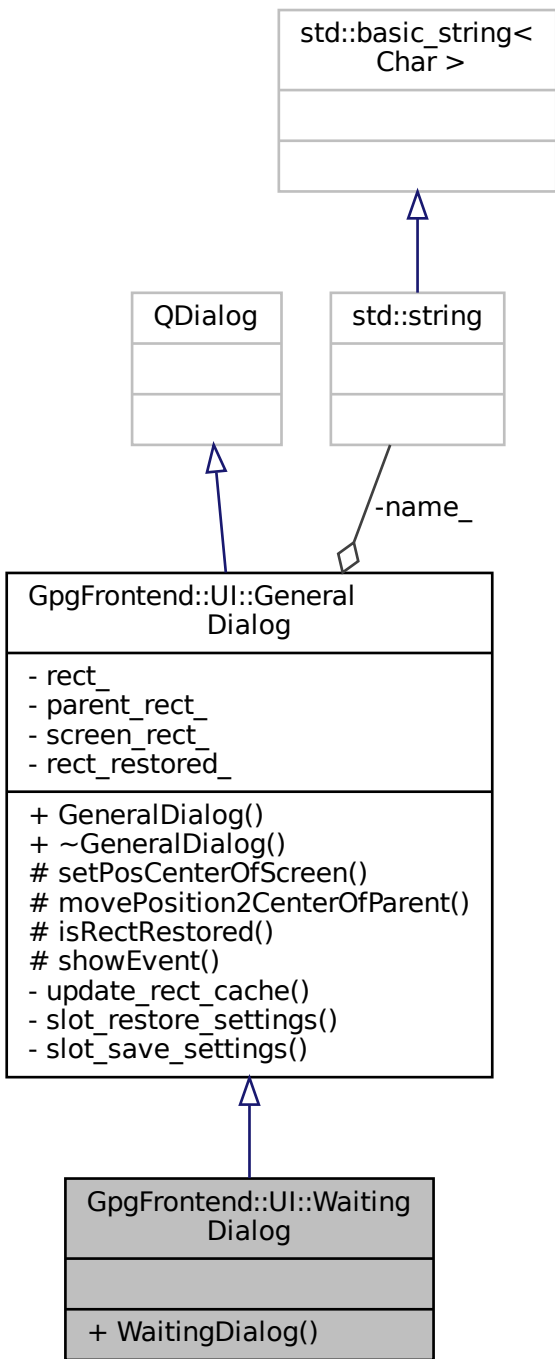 std::basic_string<
Char >
QDialog
std::string
-name_
GpgFrontend::UI::General
Dialog
- rect_
- parent_rect_
- screen_rect_
- rect_restored_
+ GeneralDialog()
+ ~GeneralDialog()
# setPosCenterOfScreen()
# movePosition2CenterOfParent()
# isRectRestored()
# showEvent()
- update_rect_cache()
- slot_restore_settings()
- slot_save_settings()
GpgFrontend::UI::Waiting
Dialog
+ WaitingDialog()